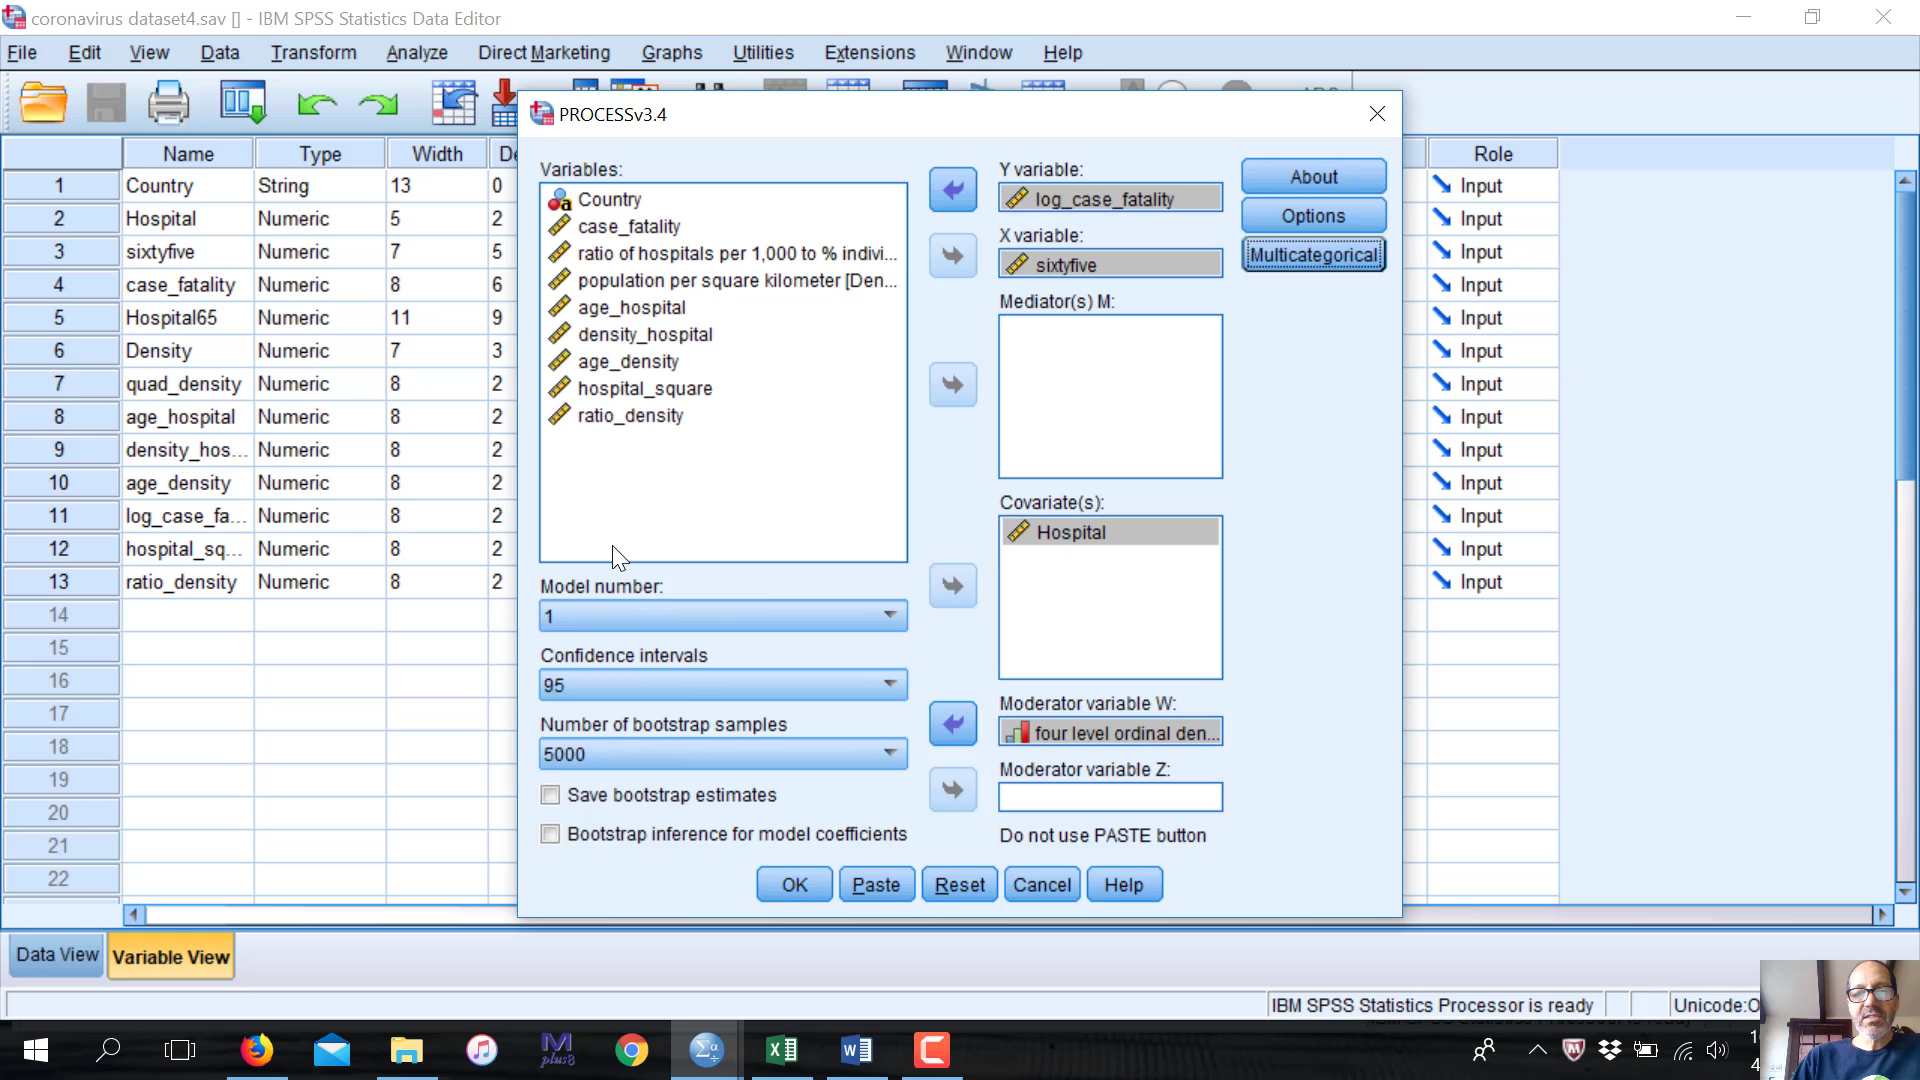 coronavirus dataset4.sav [] - IBM SPSS Statistics Data Editor
File Edit View Data Transform Analyze Direct Marketing Graphs Utilities Extensions Window Help
PROCESSv3.4
Name Type Width Role
1 Country String 13 0 Input
2 Hospital Numeric 5 2 Input
3 sixtyfive Numeric 7 5 Input
4 case_fatality Numeric 8 6 Input
5 Hospital65 Numeric 11 9 Input
6 Density Numeric 7 3 Input
7 quad_density Numeric 8 2 Input
8 age_hospital Numeric 8 2 Input
9 density_hos... Numeric 8 2 Input
10 age_density Numeric 8 2 Input
11 log_case_fa... Numeric 8 2 Input
12 hospital_sq... Numeric 8 2 Input
13 ratio_density Numeric 8 2 Input
14
15
16
17
18
19
20
21
22
Variables:
Country
case_fatality
ratio of hospitals per 1,000 to % indivi...
population per square kilometer [Den...
age_hospital
density_hospital
age_density
hospital_square
ratio_density
Model number:
1
Confidence intervals
95
Number of bootstrap samples
5000
Save bootstrap estimates
Bootstrap inference for model coefficients
Y variable:
log_case_fatality
X variable:
sixtyfive
Mediator(s) M:
Covariate(s):
Hospital
Moderator variable W:
four level ordinal den...
Moderator variable Z:
Do not use PASTE button
About
Options
Multicategorical
OK Paste Reset Cancel Help
Data View Variable View
IBM SPSS Statistics Processor is ready Unicode:O
plus8